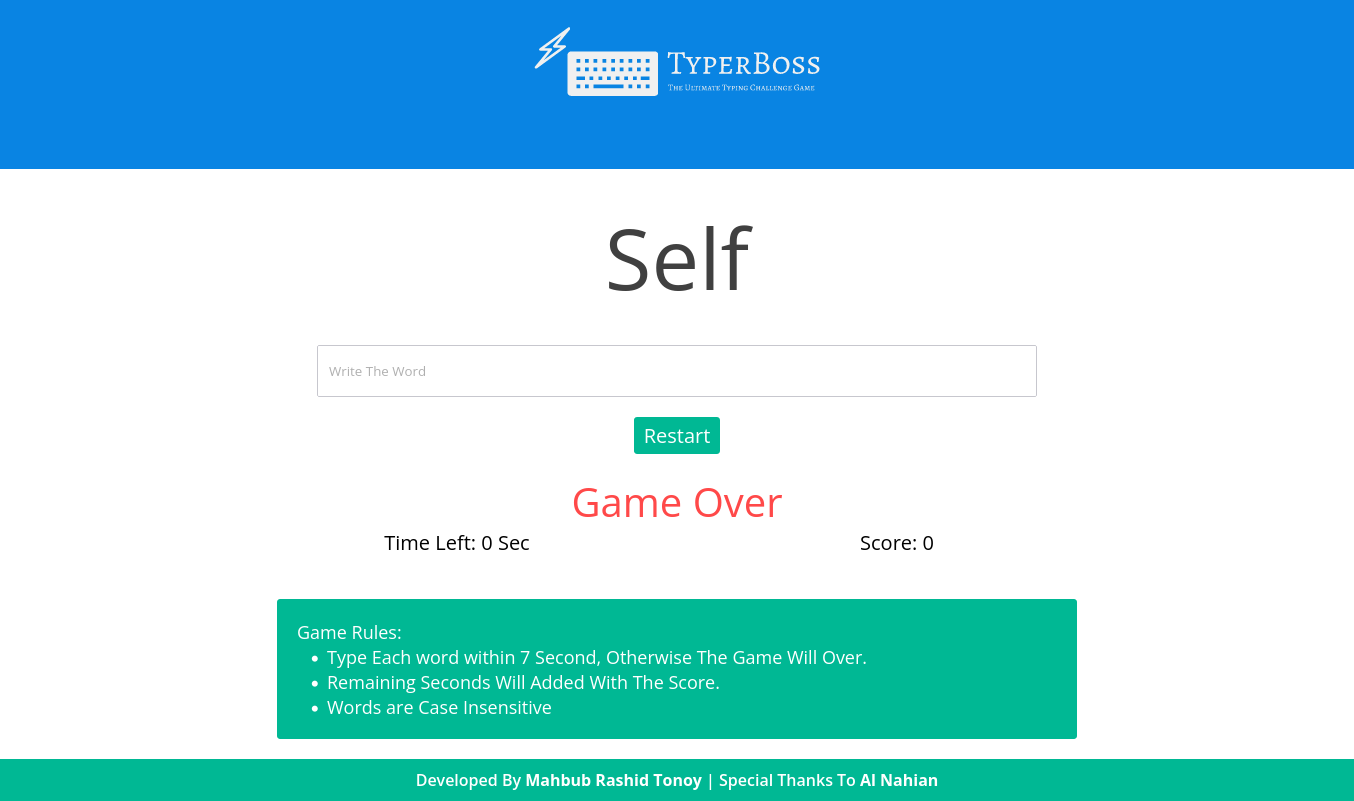 TyperBoss
The Ultimate Typing Challenge Game
Self
Write The Word
Restart
Game Over
Time Left: 0 Sec Score: 0
Game Rules:
• Type Each word within 7 Second, Otherwise The Game Will Over.
• Remaining Seconds Will Added With The Score.
• Words are Case Insensitive
Developed By Mahbub Rashid Tonoy | Special Thanks To Al Nahian